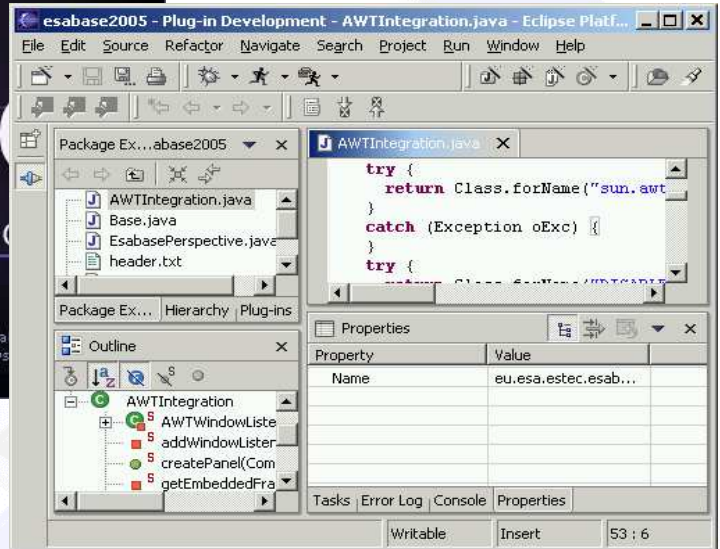 esabase2005 - Plug-in Development - AWTIntegration.java - Eclipse Platf...
File Edit Source Refactor Navigate Search Project Run Window Help
Package Ex...abase2005
AWTIntegration.java
Base.java
EsabasePerspective.java
header.txt
Package Ex... Hierarchy Plug-ins
AWTIntegration.java
try {
return Class.forName("sun.awt
}
catch (Exception oExc) {
}
try {
Outline
AWTIntegration
AWTWindowListe
addWindowListen
createPanel(Com
getEmbeddedFra
Properties
Property Value
Name eu.esa.estec.esab...
Tasks Error Log Console Properties
Writable Insert 53 : 6